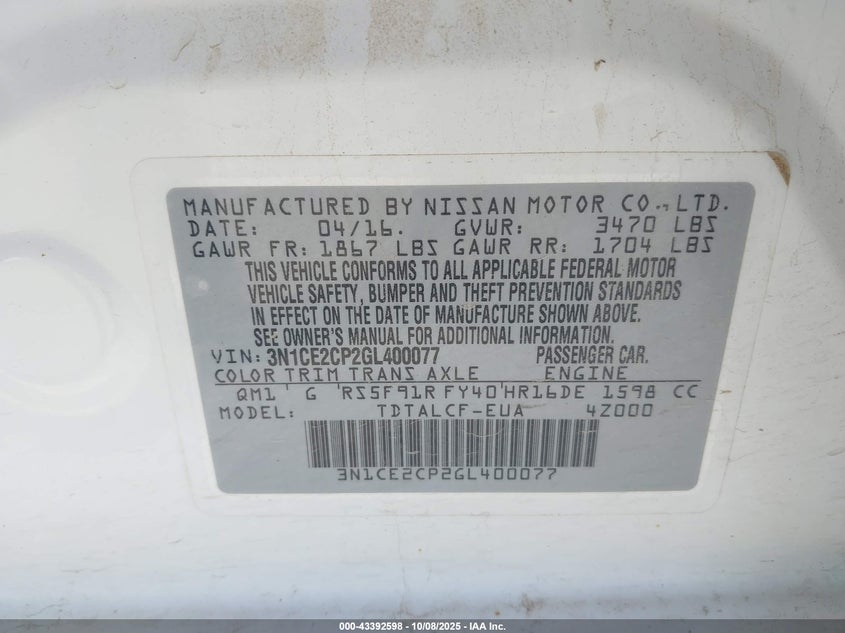 MANUFACTURED BY NISSAN MOTOR CO., LTD.
DATE: 04/16. GVWR: 3470 LBS
GAWR FR: 1867 LBS GAWR RR: 1704 LBS
THIS VEHICLE CONFORMS TO ALL APPLICABLE FEDERAL MOTOR
VEHICLE SAFETY, BUMPER AND THEFT PREVENTION STANDARDS
IN EFFECT ON THE DATE OF MANUFACTURE SHOWN ABOVE.
SEE OWNER'S MANUAL FOR ADDITIONAL INFORMATION.
VIN: 3N1CE2CP2GL400077 PASSENGER CAR.
COLOR TRIM TRANS AXLE ENGINE
QM1 G RS5F91R FY40 HR16DE 1598 CC
MODEL: TDTALCF-EUA 4Z000
3N1CE2CP2GL400077
000-43392598 - 10/08/2025 - IAA Inc.